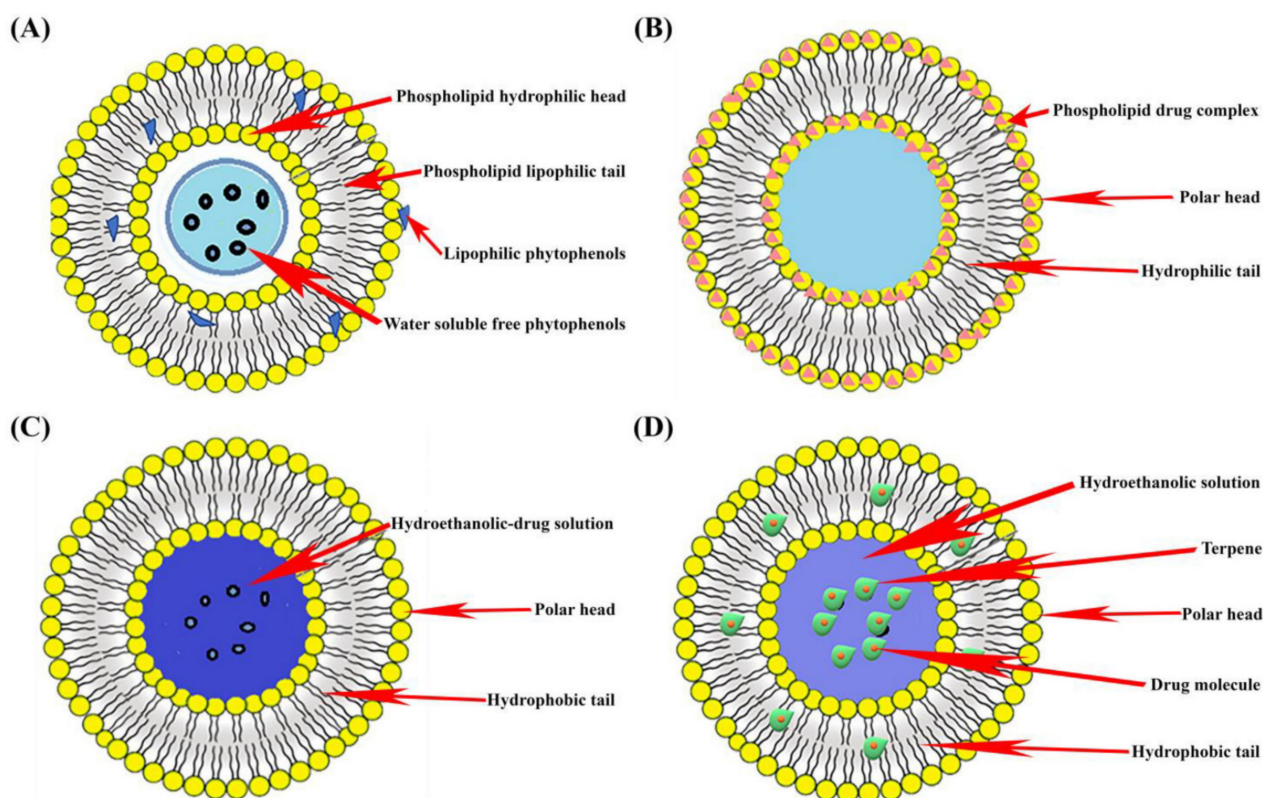 (A)
Phospholipid hydrophilic head
Phospholipid lipophilic tail
Lipophilic phytophenols
Water soluble free phytophenols
(B)
Phospholipid drug complex
Polar head
Hydrophilic tail
(C)
Hydroethanolic-drug solution
Polar head
Hydrophobic tail
(D)
Hydroethanolic solution
Terpene
Polar head
Drug molecule
Hydrophobic tail